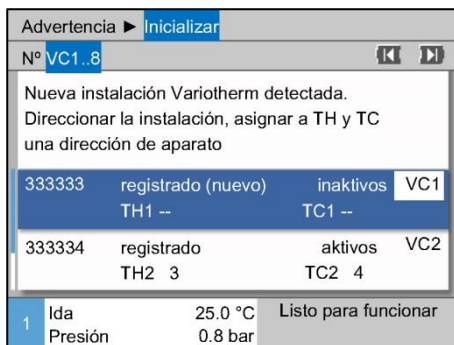 Advertencia ► Inicializar
Nº VC1..8
Nueva instalación Variotherm detectada.
Direccionar la instalación, asignar a TH y TC
una dirección de aparato
333333 registrado (nuevo) inaktivos VC1
TH1 -- TC1 --
333334 registrado aktivos VC2
TH2 3 TC2 4
1 Ida 25.0 °C Listo para funcionar
Presión 0.8 bar